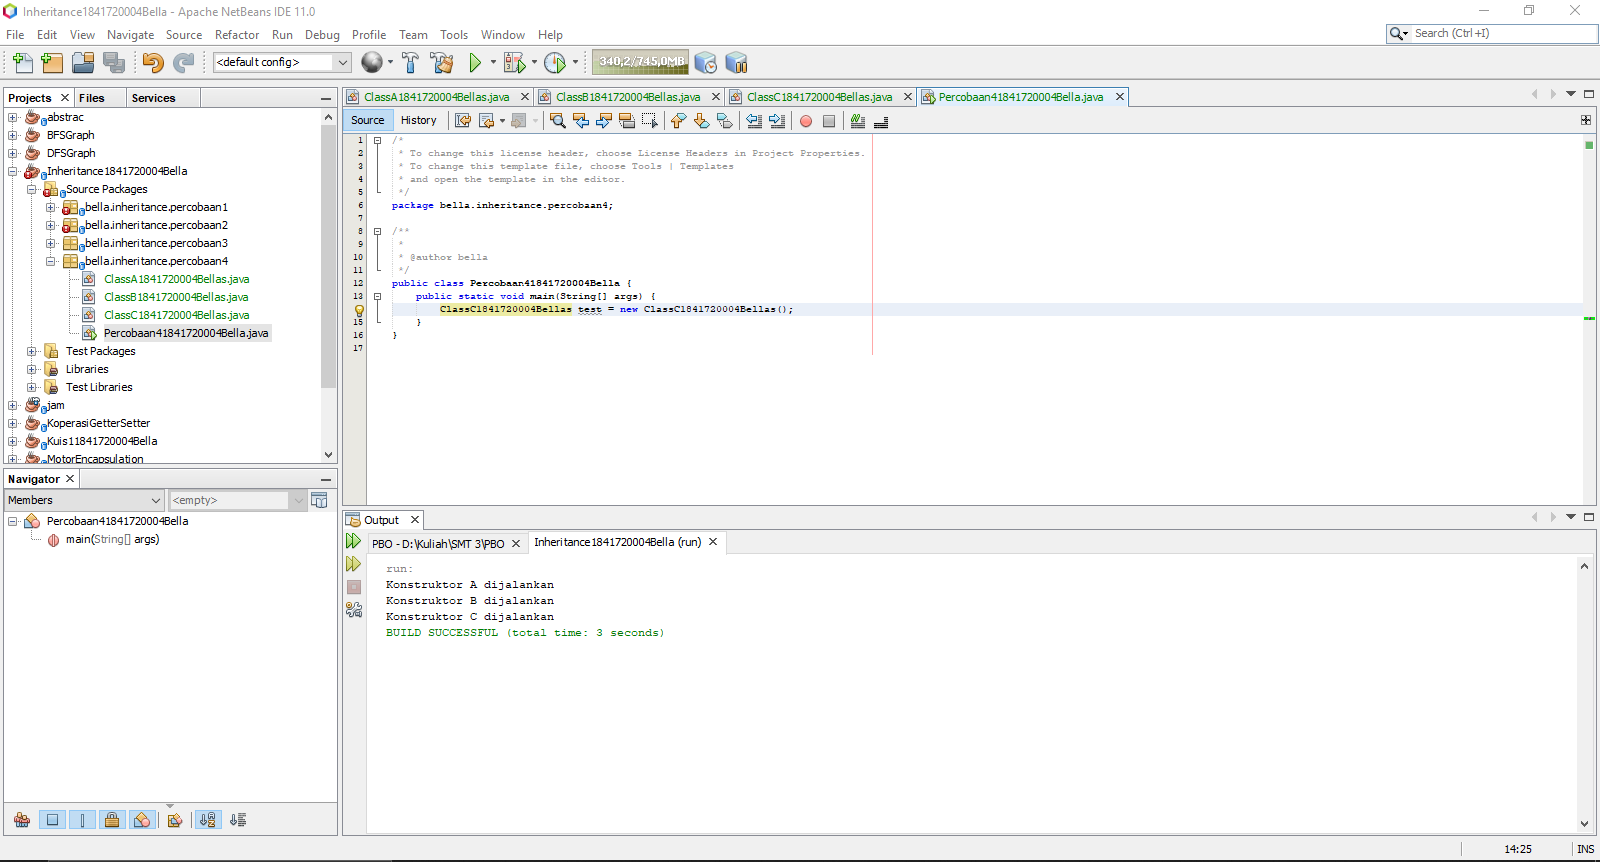 Inheritance1841720004Bella - Apache NetBeans IDE 11.0
File Edit View Navigate Source Refactor Run Debug Profile Team Tools Window Help
Search (Ctrl+I)
<default config>
340,2/745,0MB
Projects Files Services
abstrac
BFSGraph
DFSGraph
Inheritance1841720004Bella
Source Packages
bella.inheritance.percobaan1
bella.inheritance.percobaan2
bella.inheritance.percobaan3
bella.inheritance.percobaan4
ClassA1841720004Bellas.java
ClassB1841720004Bellas.java
ClassC1841720004Bellas.java
Percobaan41841720004Bella.java
Test Packages
Libraries
Test Libraries
jam
KoperasiGetterSetter
Kuis11841720004Bella
MotorEncapsulation
Navigator
Members
<empty>
Percobaan41841720004Bella
main(String[] args)
ClassA1841720004Bellas.java ClassB1841720004Bellas.java ClassC1841720004Bellas.java Percobaan41841720004Bella.java
Source History
1 /*
2 * To change this license header, choose License Headers in Project Properties.
3 * To change this template file, choose Tools | Templates
4 * and open the template in the editor.
5 */
6 package bella.inheritance.percobaan4;
7
8 /**
9 *
10 * @author bella
11 */
12 public class Percobaan41841720004Bella {
13 public static void main(String[] args) {
ClassC1841720004Bellas test = new ClassC1841720004Bellas();
15 }
16 }
17
Output
PBO - D:\Kuliah\SMT 3\PBO Inheritance1841720004Bella (run)
run:
Konstruktor A dijalankan
Konstruktor B dijalankan
Konstruktor C dijalankan
BUILD SUCCESSFUL (total time: 3 seconds)
14:25 INS